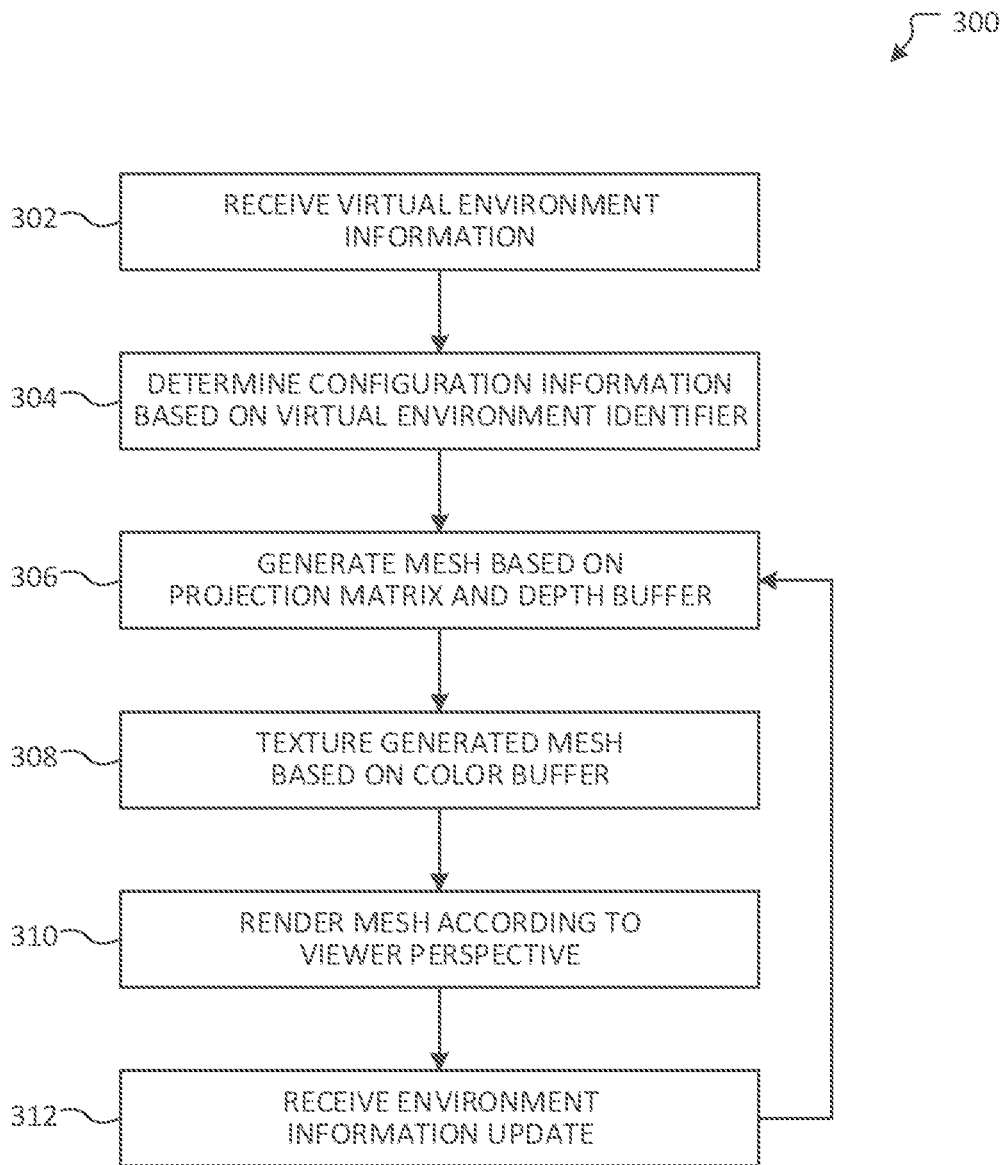 300
302
RECEIVE VIRTUAL ENVIRONMENT
INFORMATION
304
DETERMINE CONFIGURATION INFORMATION
BASED ON VIRTUAL ENVIRONMENT IDENTIFIER
306
GENERATE MESH BASED ON
PROJECTION MATRIX AND DEPTH BUFFER
308
TEXTURE GENERATED MESH
BASED ON COLOR BUFFER
310
RENDER MESH ACCORDING TO
VIEWER PERSPECTIVE
312
RECEIVE ENVIRONMENT
INFORMATION UPDATE